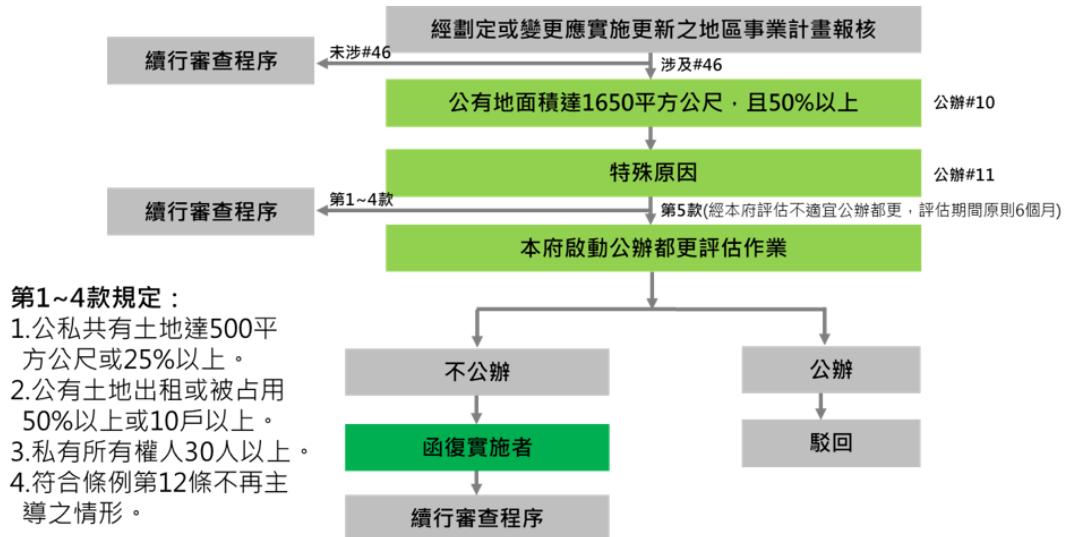 經劃定或變更應實施更新之地區事業計畫報核
未涉#46
續行審查程序
涉及#46
公有地面積達1650平方公尺，且50%以上
公辦#10
特殊原因
公辦#11
第1~4款
續行審查程序
第5款(經本府評估不適宜公辦都更，評估期間原則6個月)
本府啟動公辦都更評估作業
第1~4款規定：
1.公私共有土地達500平
方公尺或25%以上。
2.公有土地出租或被占用
50%以上或10戶以上。
3.私有所有權人30人以上。
4.符合條例第12條不再主
導之情形。
不公辦
公辦
函復實施者
駁回
續行審查程序